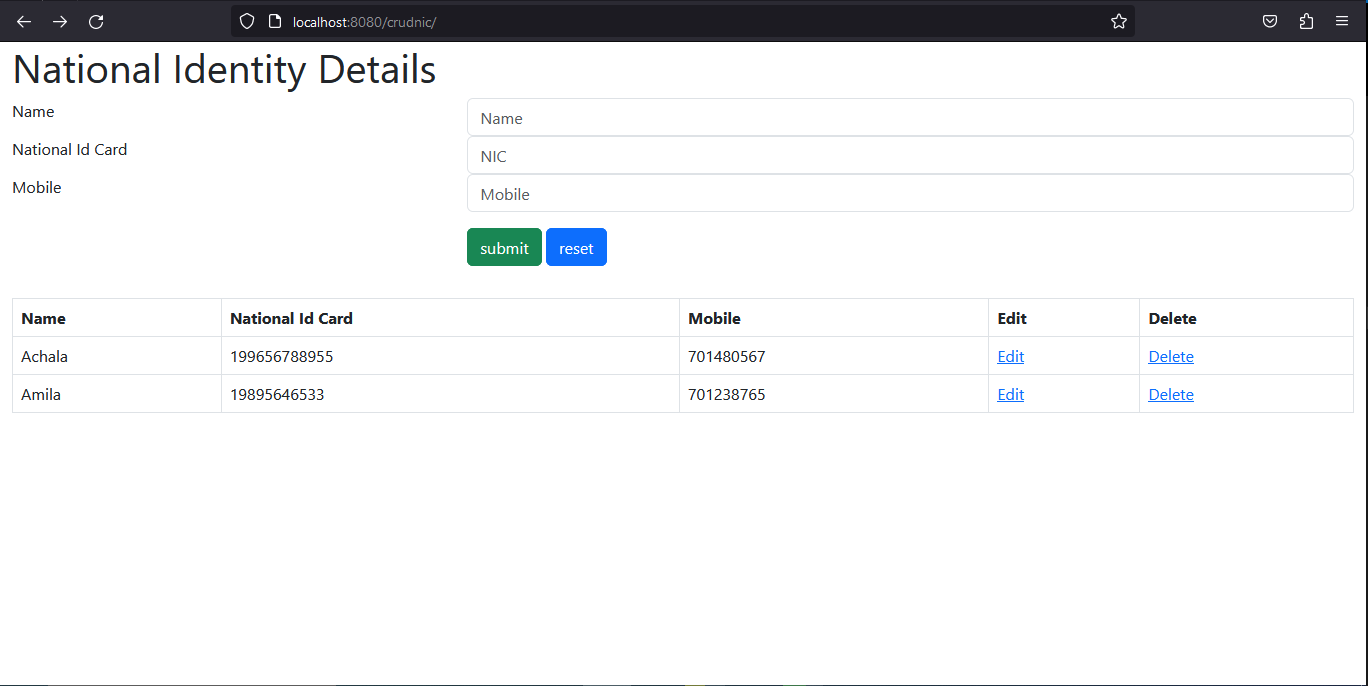 localhost:8080/crudnic/
National Identity Details
Name Name
National Id Card NIC
Mobile Mobile
submit reset
Name National Id Card Mobile Edit Delete
Achala 199656788955 701480567 Edit Delete
Amila 19895646533 701238765 Edit Delete